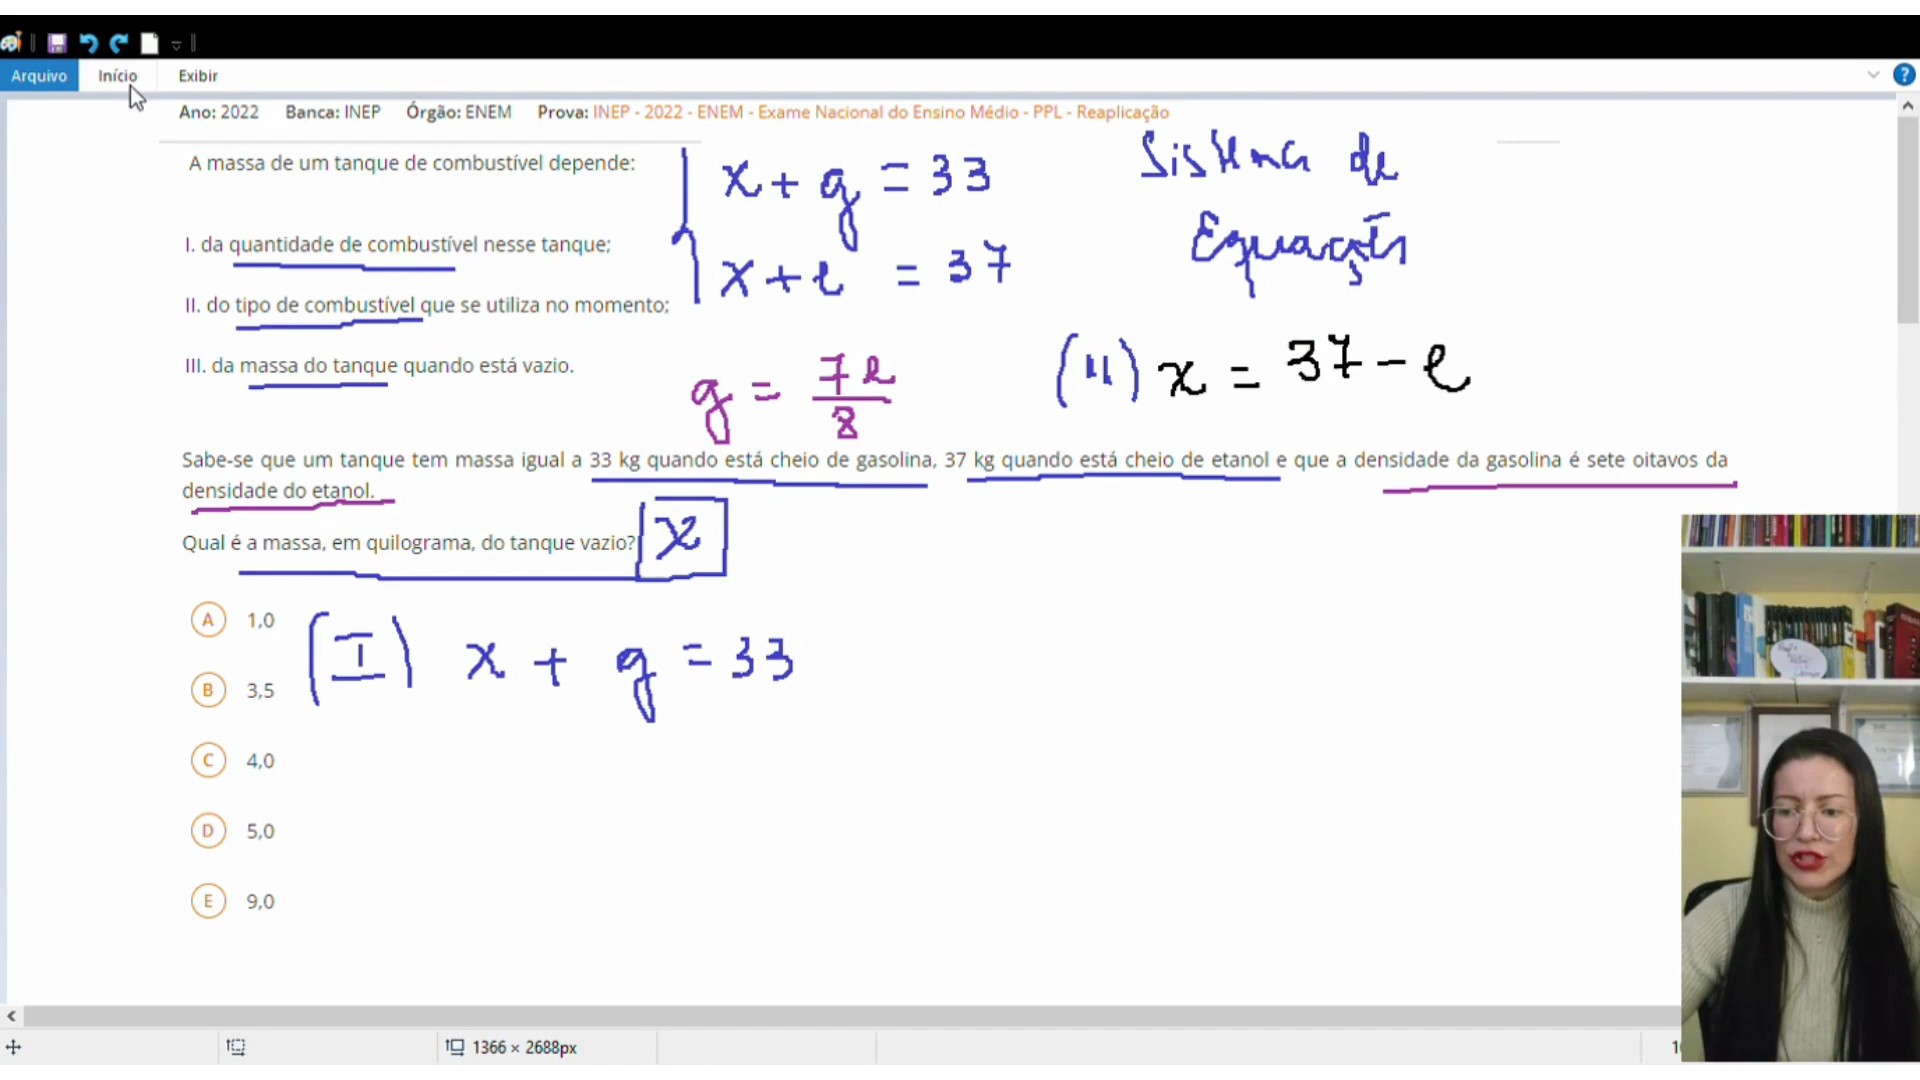 Arquivo Início Exibir
Ano: 2022 Banca: INEP Órgão: ENEM Prova: INEP - 2022 - ENEM - Exame Nacional do Ensino Médio - PPL - Reaplicação
A massa de um tanque de combustível depende:
x + g = 33
Sistema de
Equações
I. da quantidade de combustível nesse tanque;
x + e = 37
II. do tipo de combustível que se utiliza no momento;
III. da massa do tanque quando está vazio.
g = 7e/8
(II) x = 37 - e
Sabe-se que um tanque tem massa igual a 33 kg quando está cheio de gasolina, 37 kg quando está cheio de etanol e que a densidade da gasolina é sete oitavos da
densidade do etanol.
Qual é a massa, em quilograma, do tanque vazio? x
A 1,0
(I) x + g = 33
B 3,5
C 4,0
D 5,0
E 9,0
1366 × 2688px